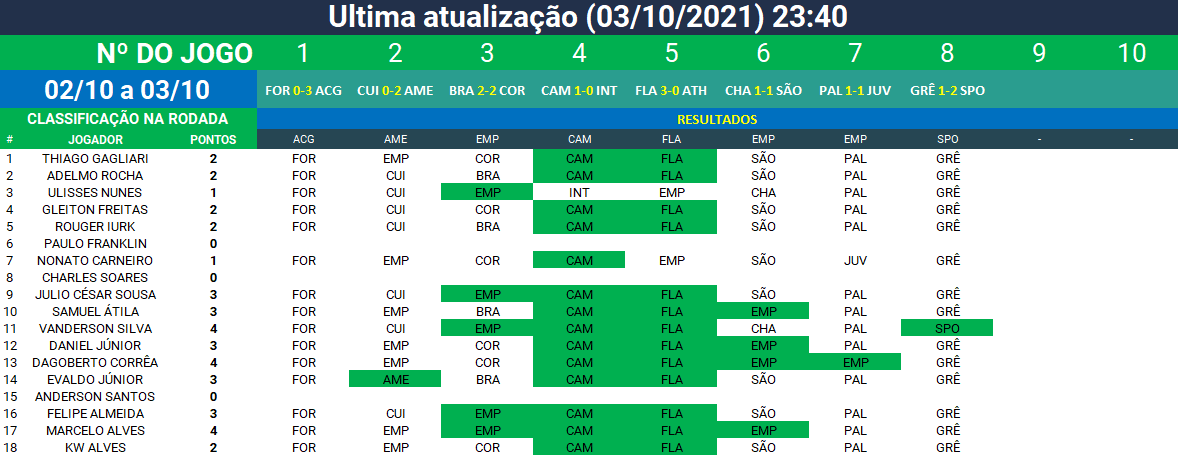 Ultima atualização (03/10/2021) 23:40
Nº DO JOGO 1 2 3 4 5 6 7 8 9 10
02/10 a 03/10 FOR 0-3 ACG CUI 0-2 AME BRA 2-2 COR CAM 1-0 INT FLA 3-0 ATH CHA 1-1 SÃO PAL 1-1 JUV GRÊ 1-2 SPO
CLASSIFICAÇÃO NA RODADA RESULTADOS
# JOGADOR PONTOS ACG AME EMP CAM FLA EMP EMP SPO - -
1 THIAGO GAGLIARI 2 FOR EMP COR CAM FLA SÃO PAL GRÊ
2 ADELMO ROCHA 2 FOR CUI BRA CAM FLA SÃO PAL GRÊ
3 ULISSES NUNES 1 FOR CUI EMP INT EMP CHA PAL GRÊ
4 GLEITON FREITAS 2 FOR CUI COR CAM FLA SÃO PAL GRÊ
5 ROUGER IURK 2 FOR CUI BRA CAM FLA SÃO PAL GRÊ
6 PAULO FRANKLIN 0
7 NONATO CARNEIRO 1 FOR EMP COR CAM EMP SÃO JUV GRÊ
8 CHARLES SOARES 0
9 JULIO CÉSAR SOUSA 3 FOR CUI EMP CAM FLA SÃO PAL GRÊ
10 SAMUEL ÁTILA 3 FOR EMP BRA CAM FLA EMP PAL GRÊ
11 VANDERSON SILVA 4 FOR CUI EMP CAM FLA CHA PAL SPO
12 DANIEL JÚNIOR 3 FOR EMP COR CAM FLA EMP PAL GRÊ
13 DAGOBERTO CORRÊA 4 FOR EMP COR CAM FLA EMP EMP GRÊ
14 EVALDO JÚNIOR 3 FOR AME BRA CAM FLA SÃO PAL GRÊ
15 ANDERSON SANTOS 0
16 FELIPE ALMEIDA 3 FOR CUI EMP CAM FLA SÃO PAL GRÊ
17 MARCELO ALVES 4 FOR EMP EMP CAM FLA EMP PAL GRÊ
18 KW ALVES 2 FOR EMP COR CAM FLA SÃO PAL GRÊ